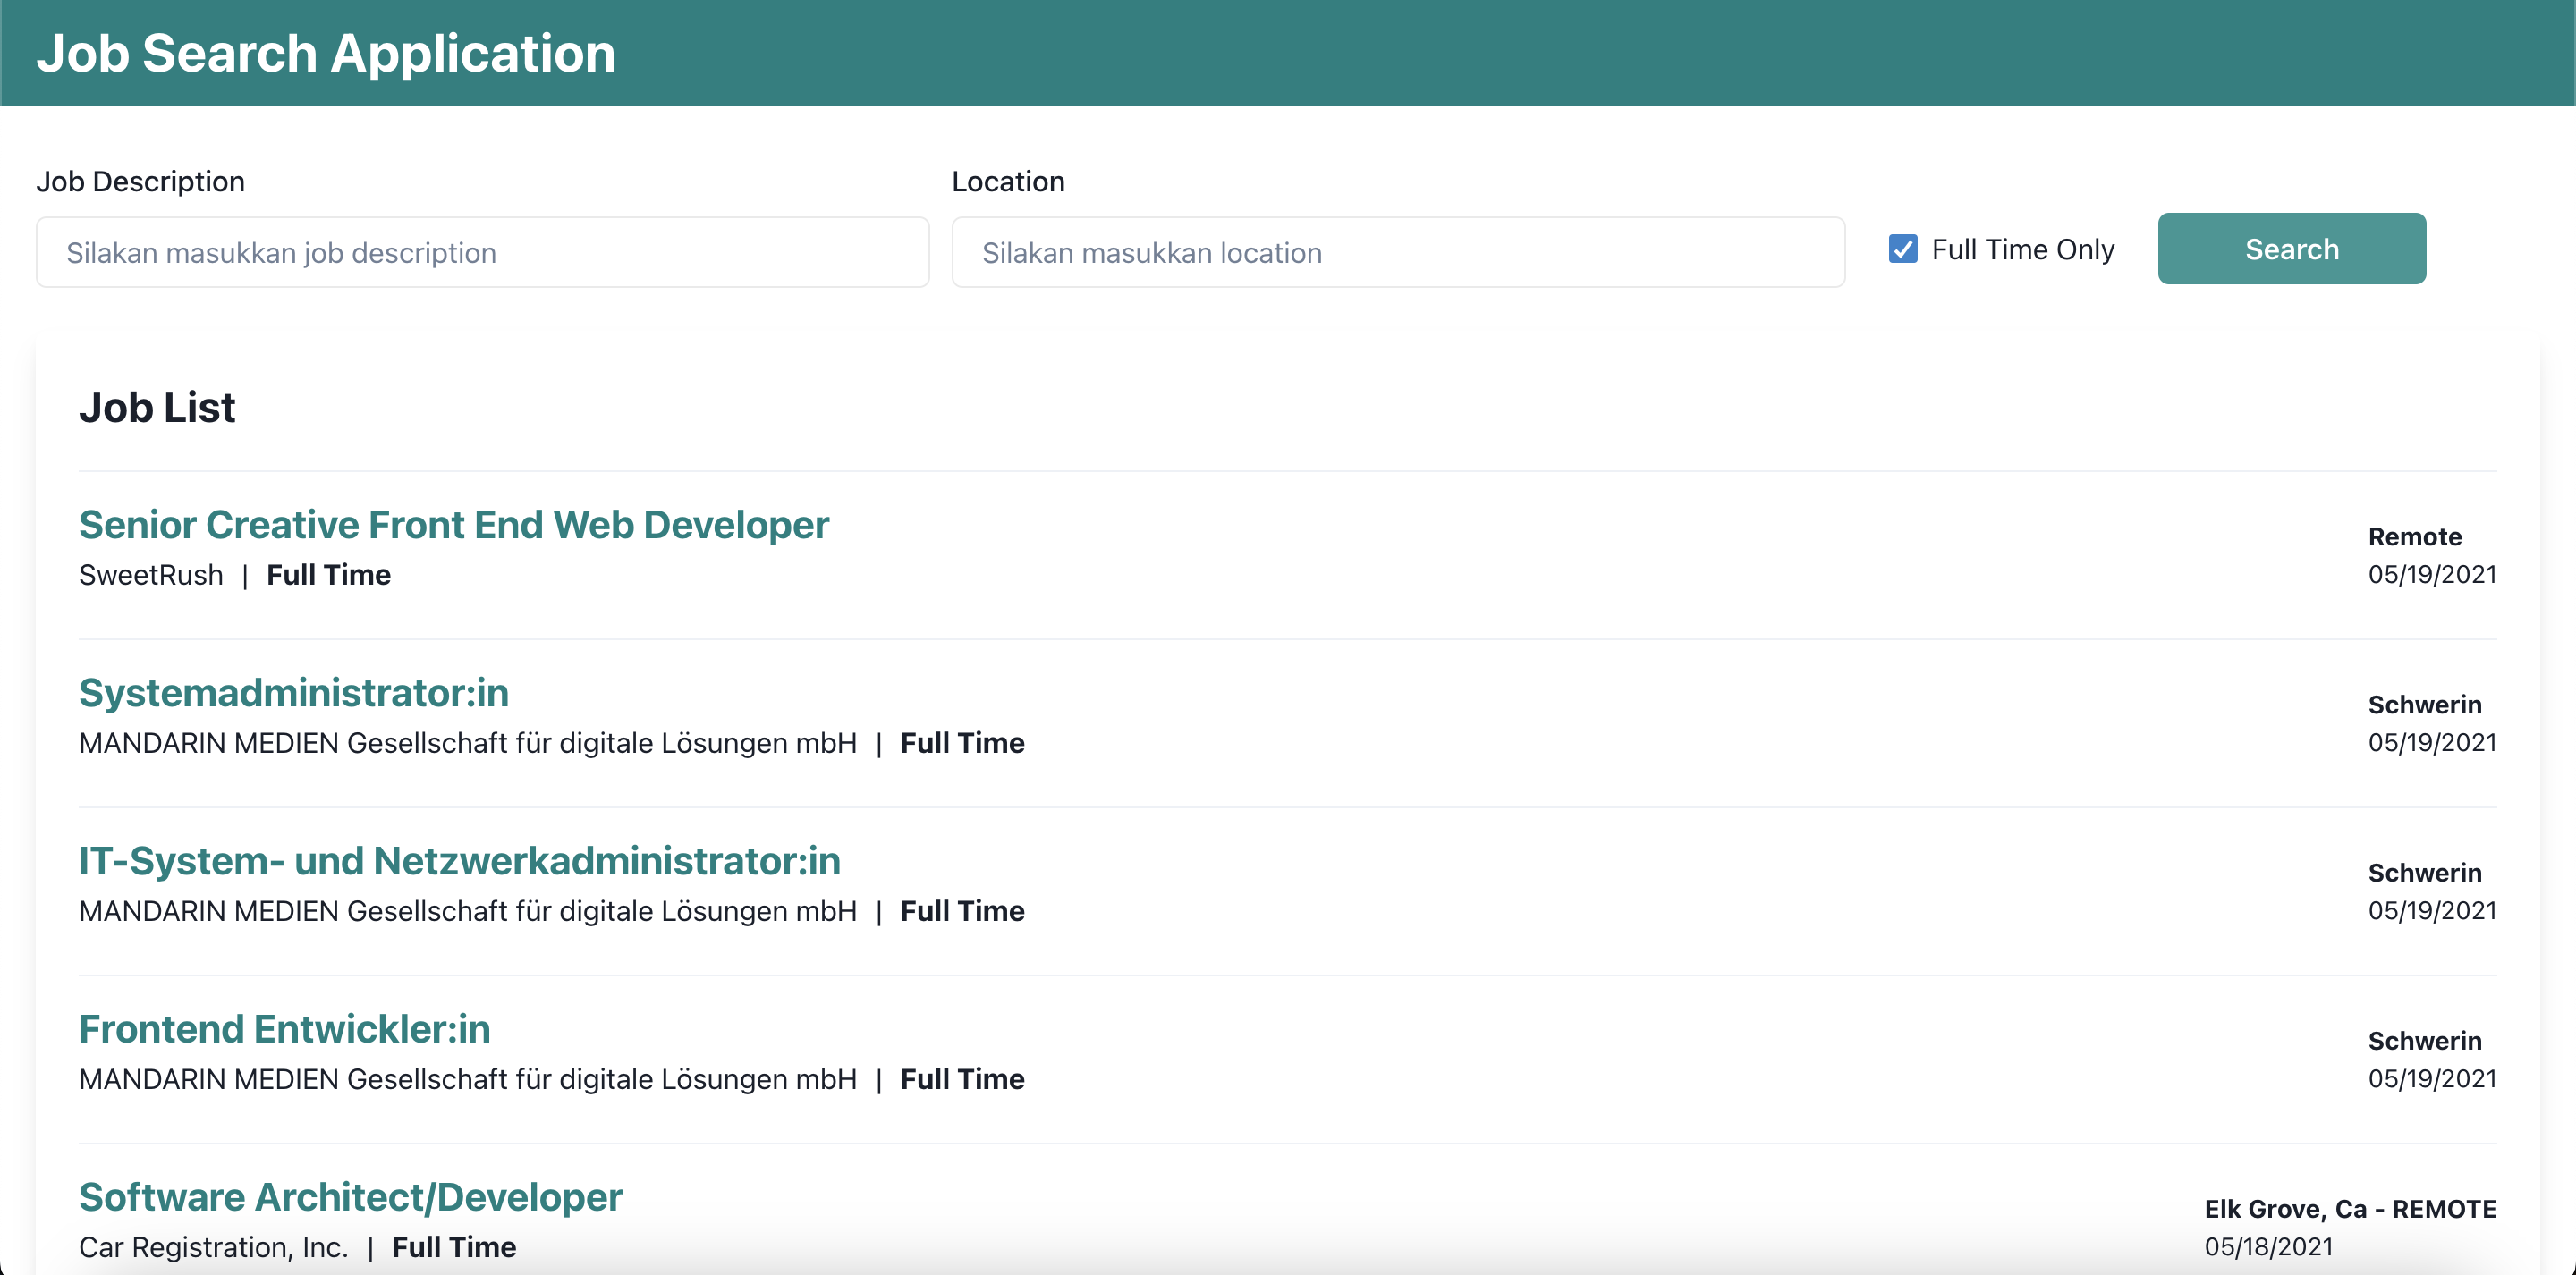 Job Search Application
Job Description
Location
Silakan masukkan job description
Silakan masukkan location
Full Time Only
Search
Job List
Senior Creative Front End Web Developer
SweetRush | Full Time
Remote
05/19/2021
Systemadministrator:in
MANDARIN MEDIEN Gesellschaft für digitale Lösungen mbH | Full Time
Schwerin
05/19/2021
IT-System- und Netzwerkadministrator:in
MANDARIN MEDIEN Gesellschaft für digitale Lösungen mbH | Full Time
Schwerin
05/19/2021
Frontend Entwickler:in
MANDARIN MEDIEN Gesellschaft für digitale Lösungen mbH | Full Time
Schwerin
05/19/2021
Software Architect/Developer
Car Registration, Inc. | Full Time
Elk Grove, Ca - REMOTE
05/18/2021